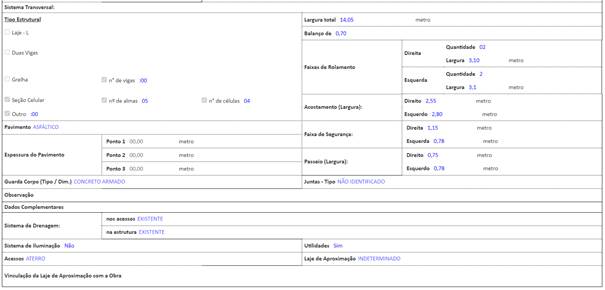 Sistema Transversal:
Tipo Estrutural
Largura total 14,05 metro
Laje - L
Balanço de 0,70
Duas Vigas
Faixas de Rolamento
Direita
Quantidade 02
Largura 3,10 metro
Grelha
nº de vigas :00
Esquerda
Quantidade 2
Largura 3,1 metro
Seção Celular
nº de almas :05
nº de células :04
Acostamento (Largura):
Direito 2,55 metro
Outro :00
Esquerdo 2,80 metro
Pavimento ASFÁLTICO
Faixa de Segurança:
Direita 1,15 metro
Esquerda 0,78 metro
Espessura do Pavimento
Ponto 1 00,00 metro
Ponto 2 00,00 metro
Ponto 3 00,00 metro
Passeio (Largura):
Direito 0,75 metro
Esquerdo 0,78 metro
Guarda Corpo (Tipo / Dim.) CONCRETO ARMADO
Juntas - Tipo NÃO IDENTIFICADO
Observação
Dados Complementares
Sistema de Drenagem:
nos acessos EXISTENTE
na estrutura EXISTENTE
Sistema de Iluminação Não
Utilidades Sim
Acessos ATERRO
Laje de Aproximação INDETERMINADO
Vinculação da Laje de Aproximação com a Obra